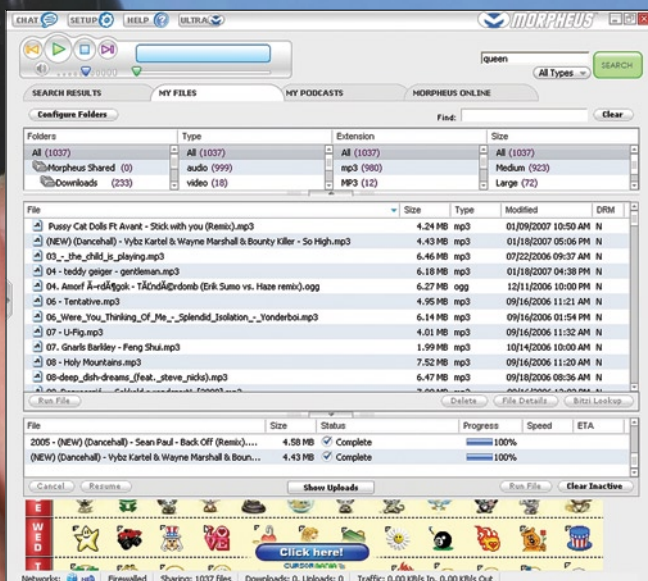 CHAT SETUP HELP ULTRA MORPHEUS
queen
All Types SEARCH
SEARCH RESULTS MY FILES MY PODCASTS MORPHEUS ONLINE
Configure Folders Find: Clear
Folders Type Extension Size
All (1037) All (1037) All (1037) All (1037)
Morpheus Shared (0) audio (999) mp3 (980) Medium (923)
Downloads (233) video (18) MP3 (12) Large (72)
File Size Type Modified DRM
Pussy Cat Dolls Ft Avant - Stick with you (Remix).mp3 4.24 MB mp3 01/09/2007 10:50 AM N
(NEW) (Dancehall) - Vybz Kartel & Wayne Marshall & Bounty Killer - So High.mp3 4.43 MB mp3 01/18/2007 05:06 PM N
03_-_the_child_is_playing.mp3 6.46 MB mp3 07/22/2006 09:37 AM N
04 - teddy geiger - gentleman.mp3 6.18 MB mp3 01/18/2007 04:38 PM N
04. Amorf (Erik Sumo vs. Haze remix).ogg 6.27 MB ogg 12/11/2006 10:00 PM N
06 - Tentative.mp3 4.95 MB mp3 09/16/2006 11:21 AM N
06_Were_You_Thinking_Of_Me_-_Splendid_Isolation_-_Yonderboi.mp3 6.14 MB mp3 09/16/2006 01:54 PM N
07 - U-Fig.mp3 4.01 MB mp3 09/16/2006 11:32 AM N
07. Gnarls Barkley - Feng Shui.mp3 1.99 MB mp3 10/14/2006 10:00 AM N
08 - Holy Mountains.mp3 7.52 MB mp3 09/16/2006 11:20 AM N
08-deep_dish-dreams_(feat._steve_nicks).mp3 6.47 MB mp3 09/18/2006 08:36 AM N
Run File Delete File Details Bitzi Lookup
File Size Status Progress Speed ETA
2005 - (NEW) (Dancehall) - Sean Paul - Back Off (Remix).... 4.58 MB Complete 100%
(NEW) (Dancehall) - Vybz Kartel & Wayne Marshall & Boun... 4.43 MB Complete 100%
Cancel Resume Show Uploads Run File Clear Inactive
E
WED
Click here!
CURSORMANIA
T
Networks: Firewalled Sharing: 1037 files Downloads: 0, Uploads: 0 Traffic: 0.00 KB/s In, 0.00 KB/s Out